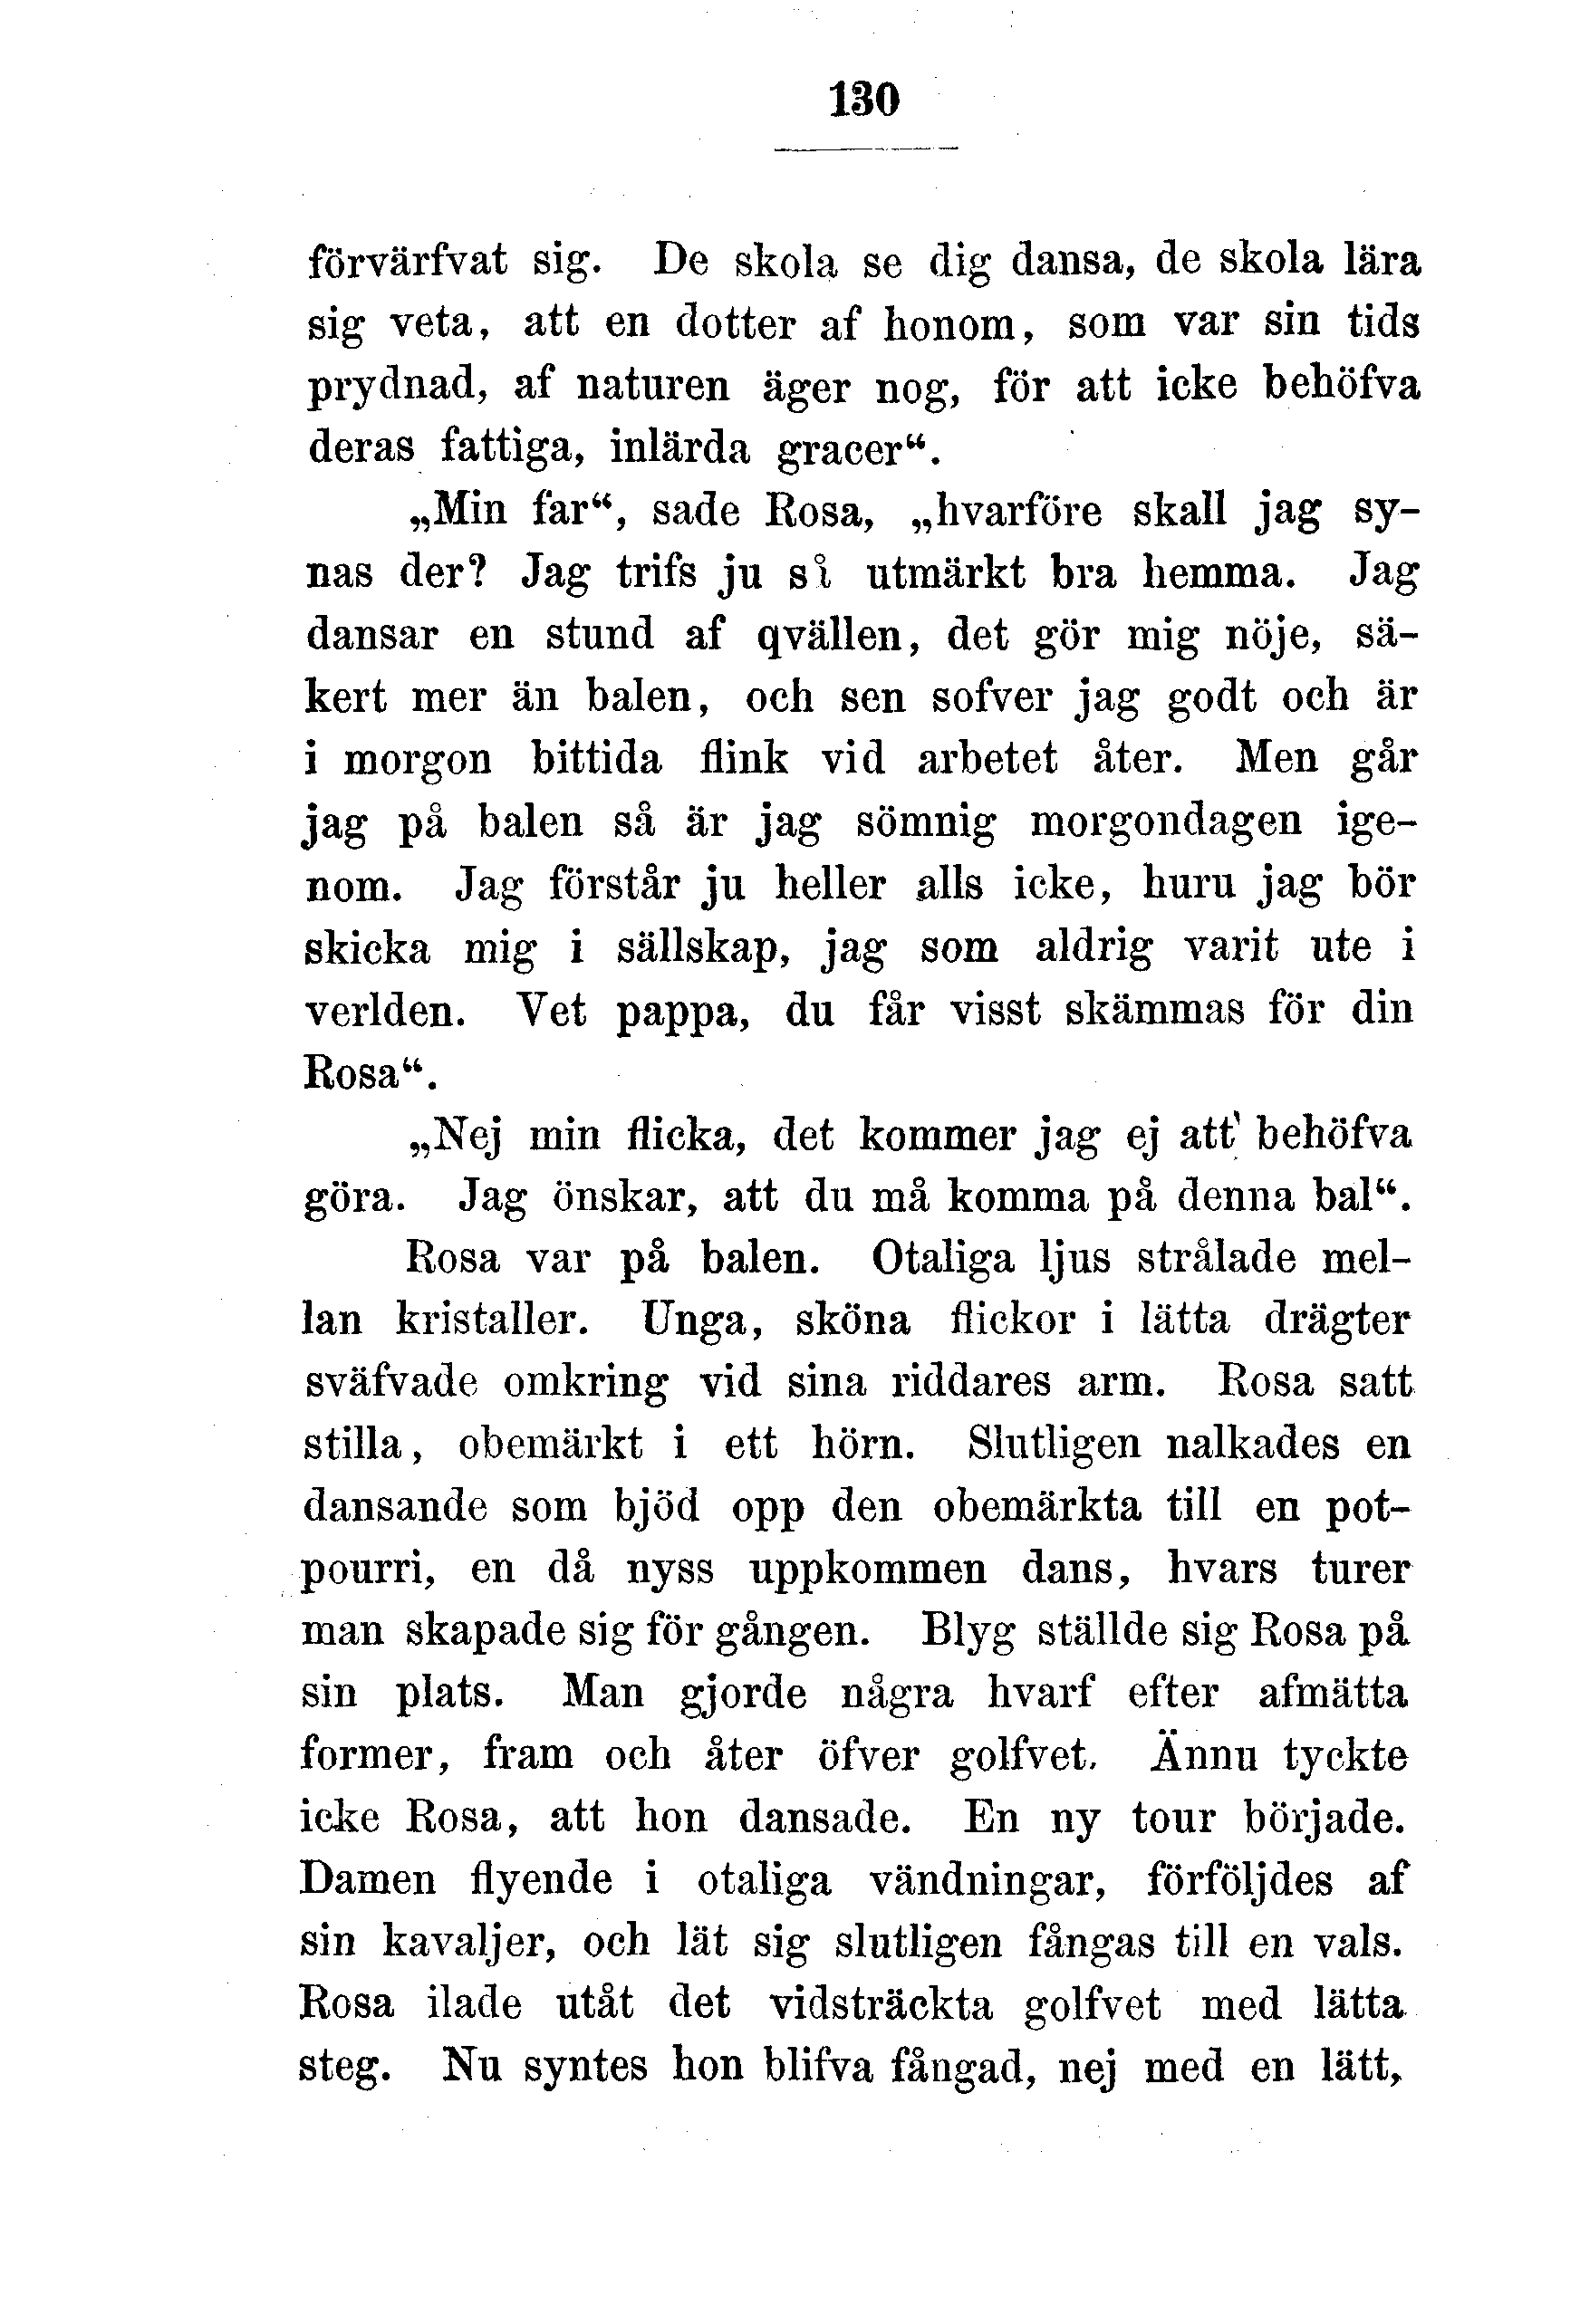 130
förvärfvat sig. De skola se dig dansa, de skola lära
sig veta, att en dotter af honom, som var sin tids
prydnad, af naturen äger nog, för att icke behöfva
deras fattiga, inlärda gracer“.
„Min far“, sade Rosa, „hvarföre skall jag sy-
nas der? Jag trifs ju så utmärkt bra hemma. Jag
dansar en stund af qvällen, det gör mig nöje, sä-
kert mer än balen, och sen sofver jag godt och är
i morgon bittida flink vid arbetet åter. Men går
jag på balen så är jag sömnig morgondagen ige-
nom. Jag förstår ju heller alls icke, huru jag bör
skicka mig i sällskap, jag som aldrig varit ute i
verlden. Vet pappa, du får visst skämmas för din
Rosa“.
„Nej min flicka, det kommer jag ej att behöfva
göra. Jag önskar, att du må komma på denna bal“.
Rosa var på balen. Otaliga ljus strålade mel-
lan kristaller. Unga, sköna flickor i lätta drägter
sväfvade omkring vid sina riddares arm. Rosa satt
stilla, obemärkt i ett hörn. Slutligen nalkades en
dansande som bjöd opp den obemärkta till en pot-
pourri, en då nyss uppkommen dans, hvars turer
man skapade sig för gången. Blyg ställde sig Rosa på
sin plats. Man gjorde några hvarf efter afmätta
former, fram och åter öfver golfvet. Ännu tyckte
icke Rosa, att hon dansade. En ny tour började.
Damen flyende i otaliga vändningar, förföljdes af
sin kavaljer, och lät sig slutligen fångas till en vals.
Rosa ilade utåt det vidsträckta golfvet med lätta
steg. Nu syntes hon blifva fångad, nej med en lätt,